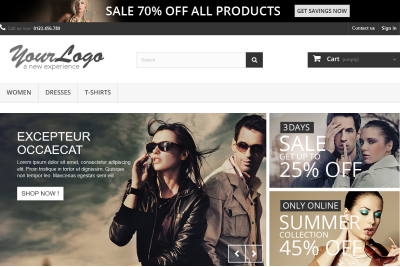 SALE 70% OFF ALL PRODUCTS
GET SAVINGS NOW
Call us now: 0123-456-789
Contact us
Sign in
YourLogo
a new experience
Search
Cart (empty)
WOMEN
DRESSES
T-SHIRTS
EXCEPTEUR
OCCAECAT
Lorem ipsum dolor sit amet, consectetur adipiscing
elit. Proin tristique in tortor et dignissim. Quisque
non tempor leo. Maecenas egestas sem elit
SHOP NOW !
3 DAYS
SALE
GET UP TO
25% OFF
ONLY ONLINE
SUMMER
COLLECTION
45% OFF